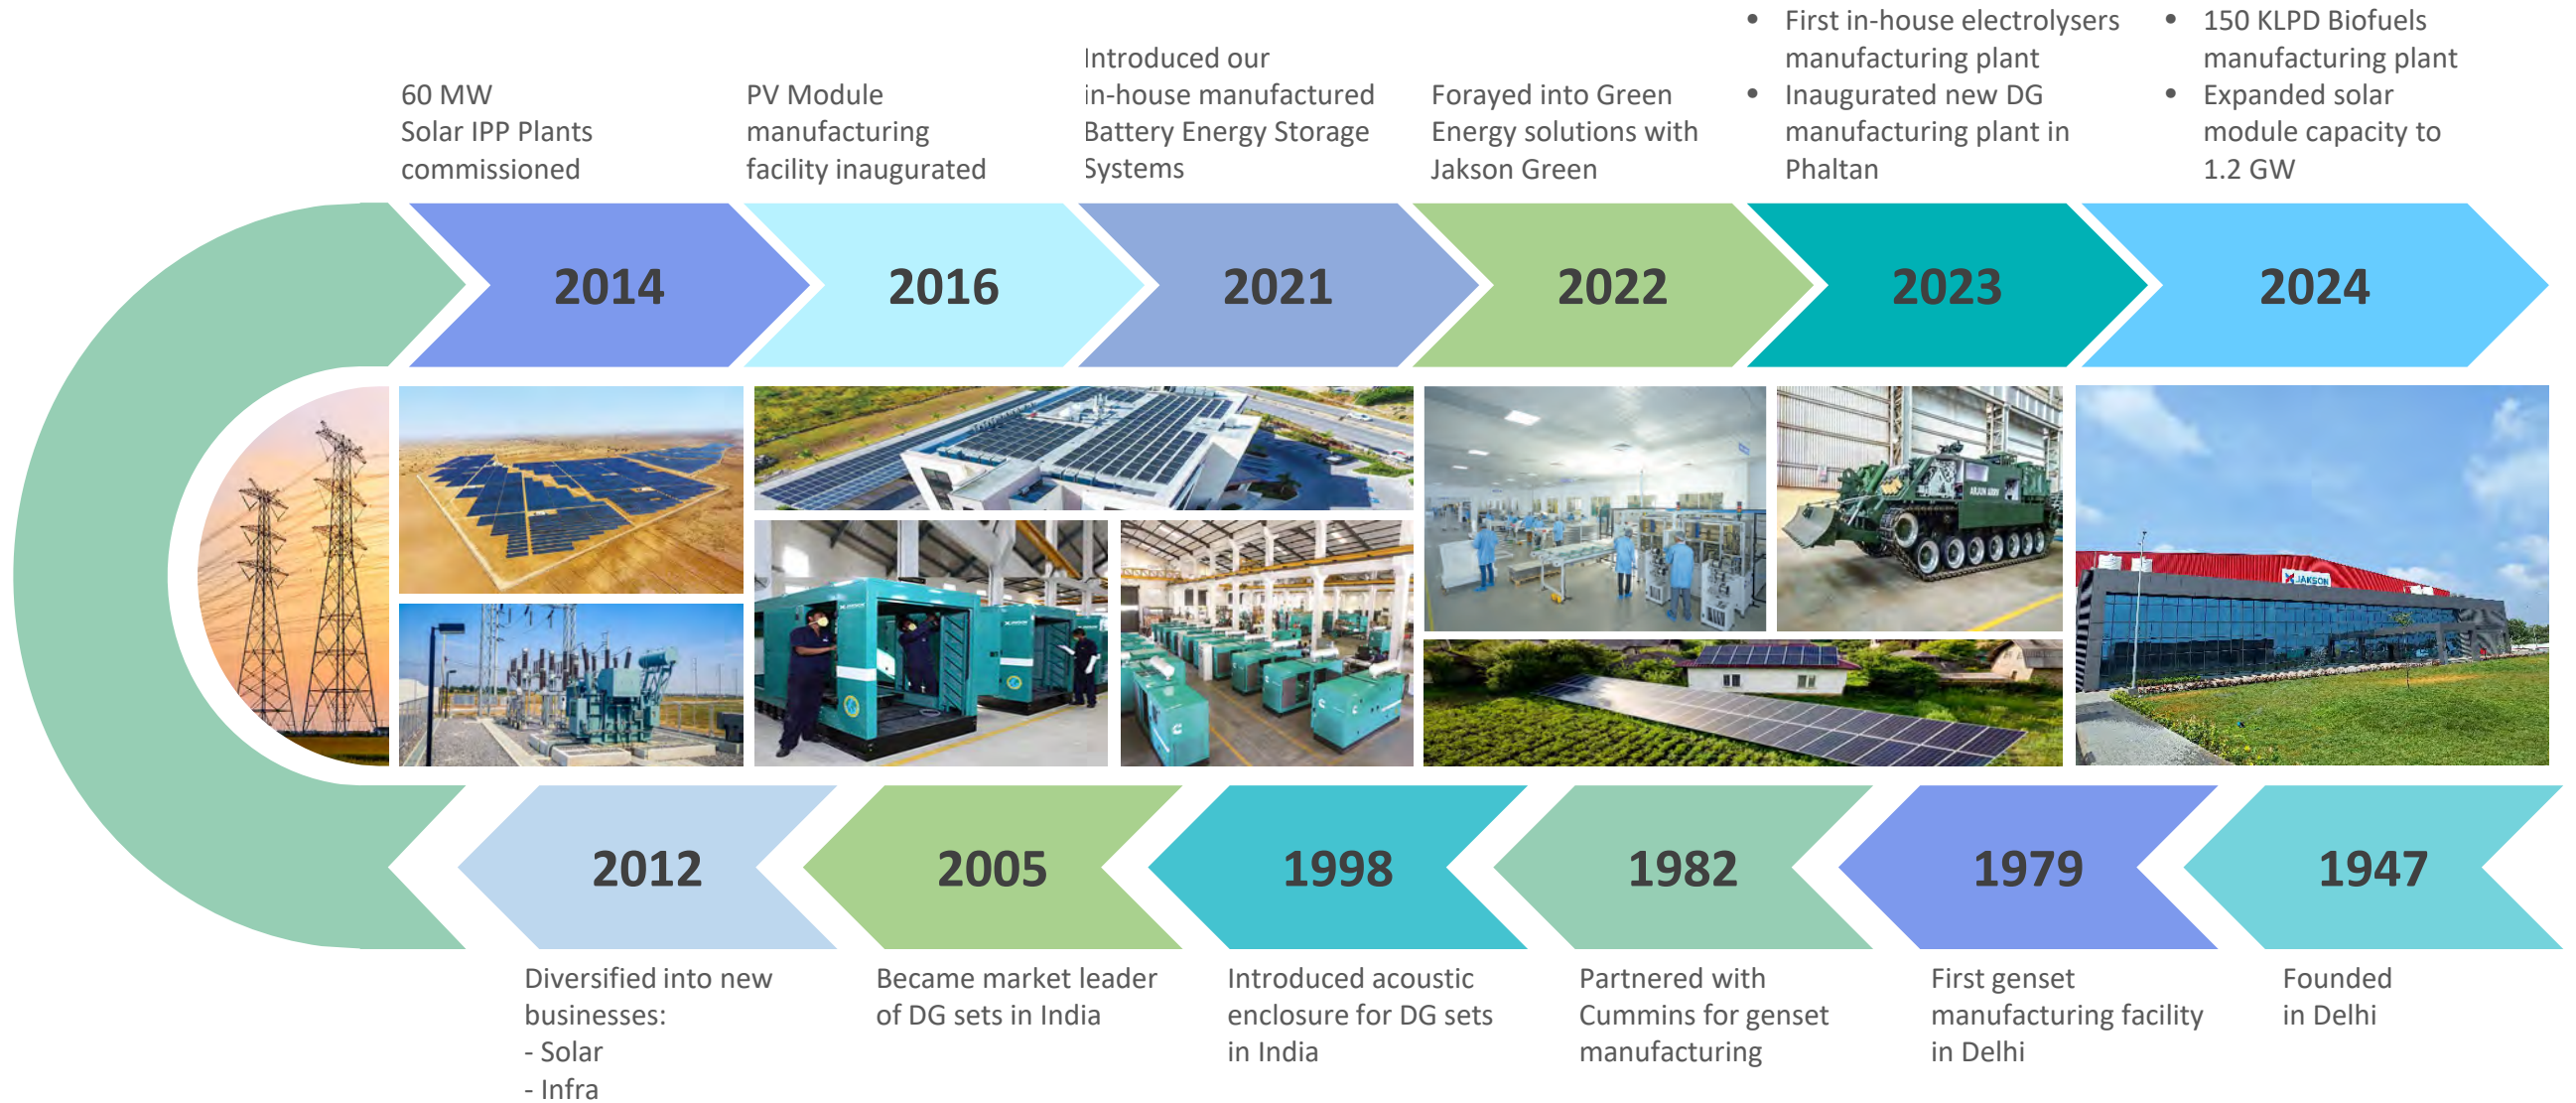 60 MW
Solar IPP Plants
commissioned
PV Module
manufacturing
facility inaugurated
Introduced our
in-house manufactured
Battery Energy Storage
Systems
Forayed into Green
Energy solutions with
Jakson Green
• First in-house electrolysers
manufacturing plant
• Inaugurated new DG
manufacturing plant in
Phaltan
• 150 KLPD Biofuels
manufacturing plant
• Expanded solar
module capacity to
1.2 GW
2014
2016
2021
2022
2023
2024
ARJUN ARRV
JAKSON
2012
2005
1998
1982
1979
1947
Diversified into new
businesses:
- Solar
- Infra
Became market leader
of DG sets in India
Introduced acoustic
enclosure for DG sets
in India
Partnered with
Cummins for genset
manufacturing
First genset
manufacturing facility
in Delhi
Founded
in Delhi